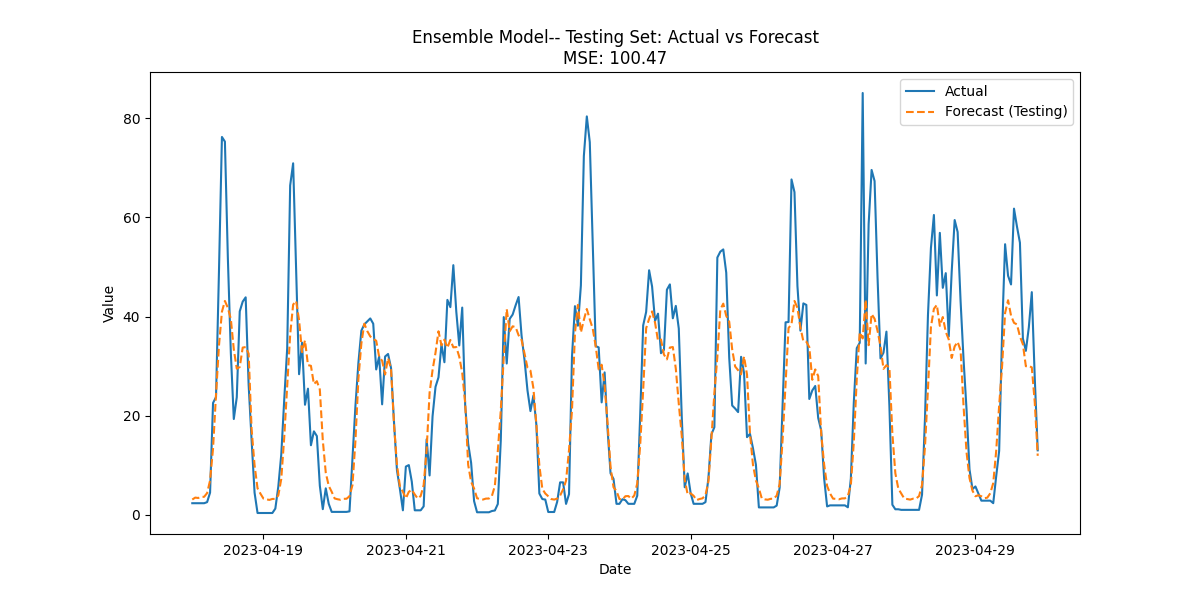 Ensemble Model-- Testing Set: Actual vs Forecast
MSE: 100.47
Actual
Forecast (Testing)
Value
80
60
40
20
0
2023-04-19 2023-04-21 2023-04-23 2023-04-25 2023-04-27 2023-04-29
Date